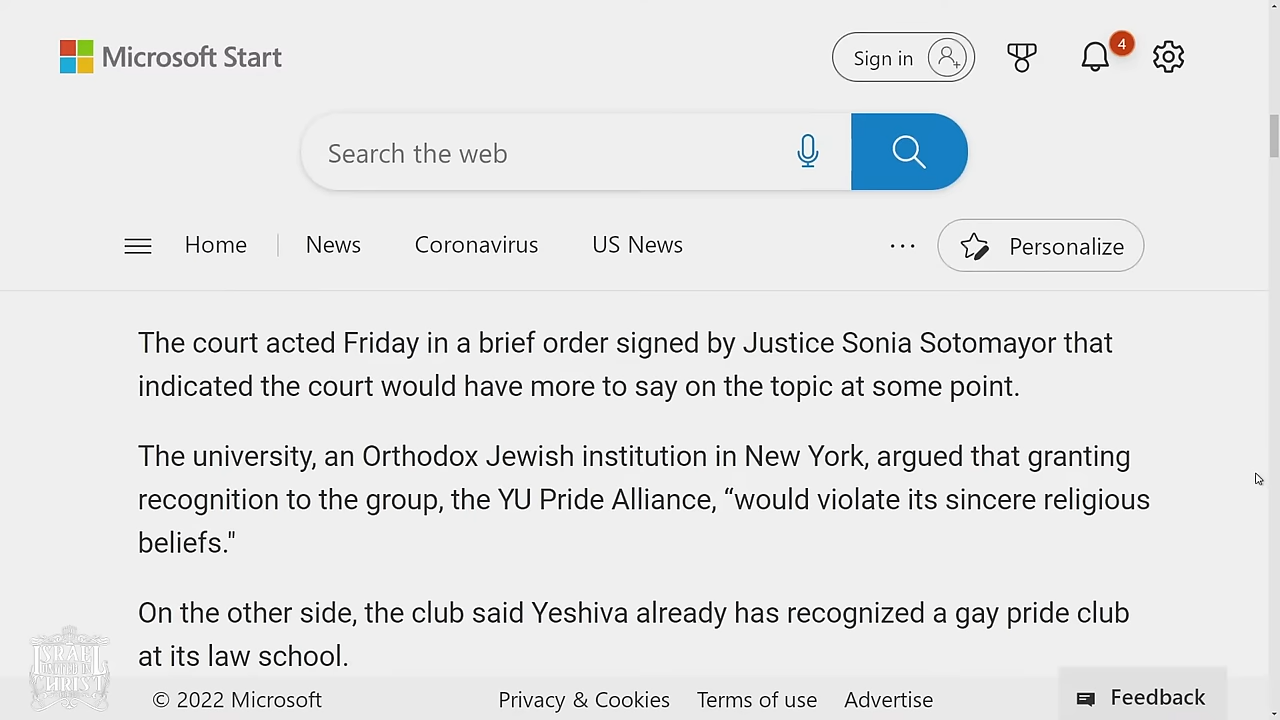 Microsoft Start
Sign in
4
Search the web
Home
News
Coronavirus
US News
Personalize
The court acted Friday in a brief order signed by Justice Sonia Sotomayor that
indicated the court would have more to say on the topic at some point.
The university, an Orthodox Jewish institution in New York, argued that granting
recognition to the group, the YU Pride Alliance, “would violate its sincere religious
beliefs."
On the other side, the club said Yeshiva already has recognized a gay pride club
at its law school.
ISRAEL
UNITED IN
CHRIST
© 2022 Microsoft
Privacy & Cookies
Terms of use
Advertise
Feedback